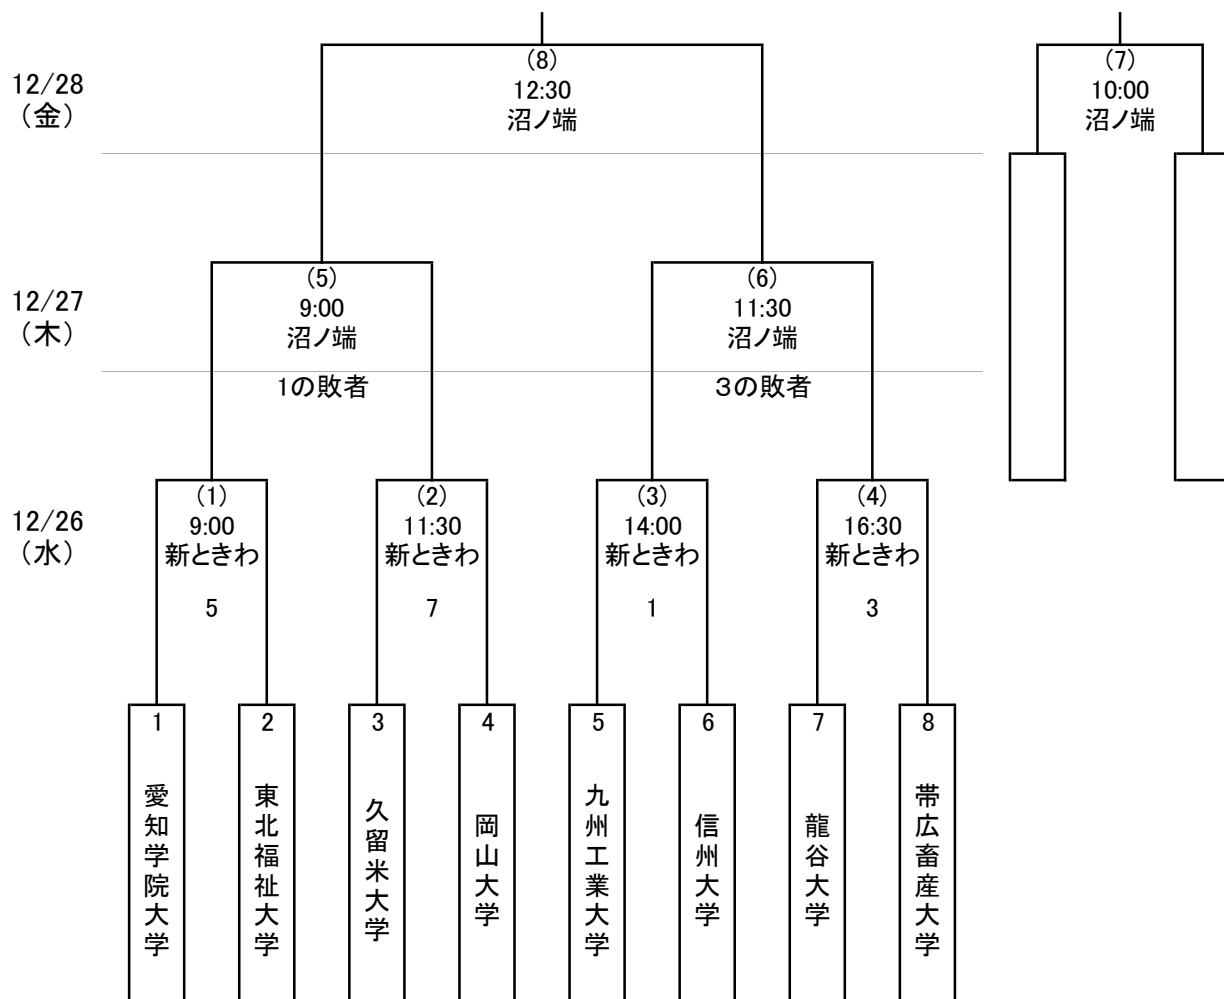 (8)
12:30
沼ノ端
(7)
10:00
沼ノ端
12/28
(金)
(5)
9:00
沼ノ端
(6)
11:30
沼ノ端
12/27
(木)
1の敗者
3の敗者
(1)
9:00
新ときわ
5
(2)
11:30
新ときわ
7
(3)
14:00
新ときわ
1
(4)
16:30
新ときわ
3
12/26
(水)
1
愛知学院大学
2
東北福祉大学
3
久留米大学
4
岡山大学
5
九州工業大学
6
信州大学
7
龍谷大学
8
帯広畜産大学